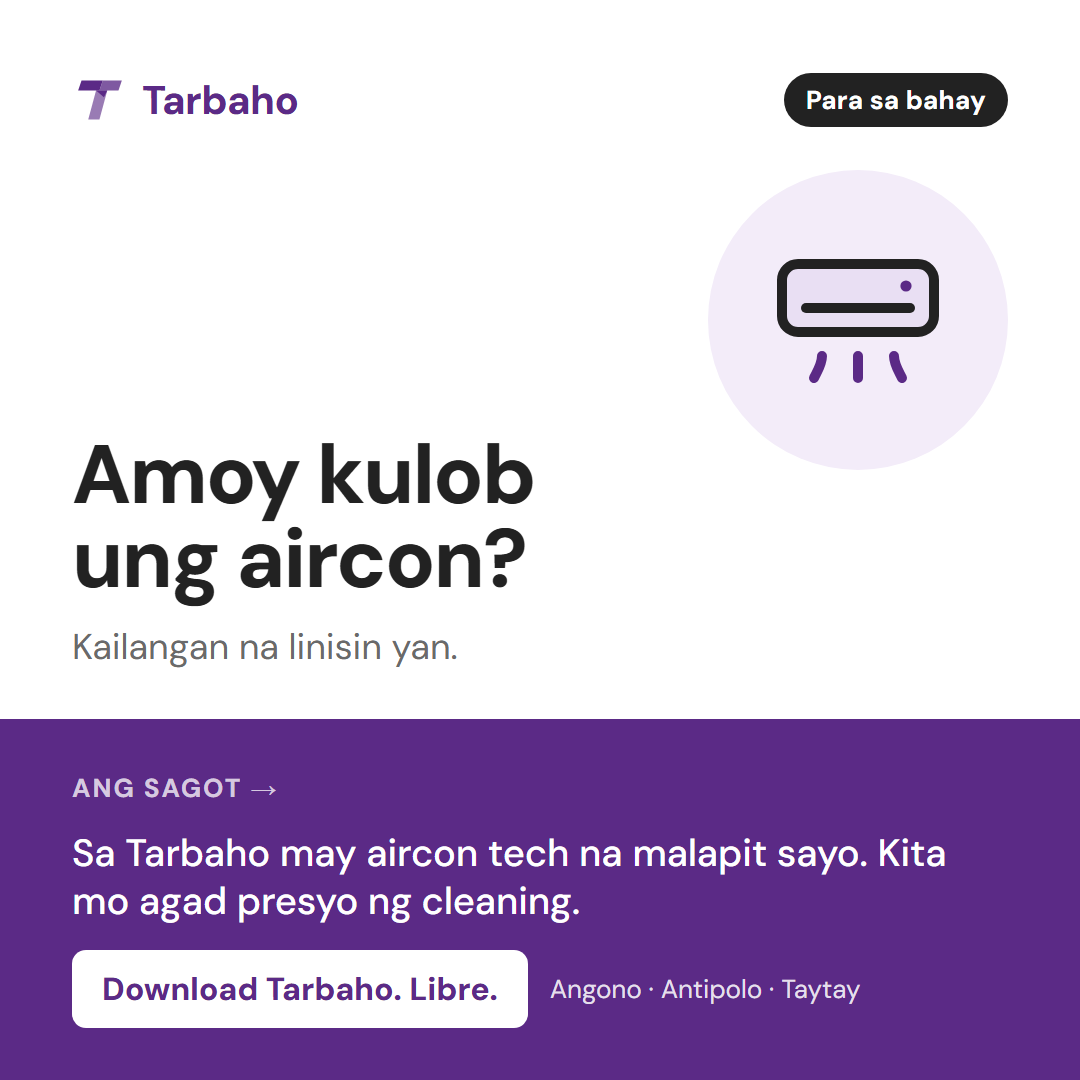 Tarbaho
Para sa bahay
Amoy kulob
ung aircon?
Kailangan na linisin yan.
ANG SAGOT →
Sa Tarbaho may aircon tech na malapit sayo. Kita
mo agad presyo ng cleaning.
Download Tarbaho. Libre.
Angono · Antipolo · Taytay